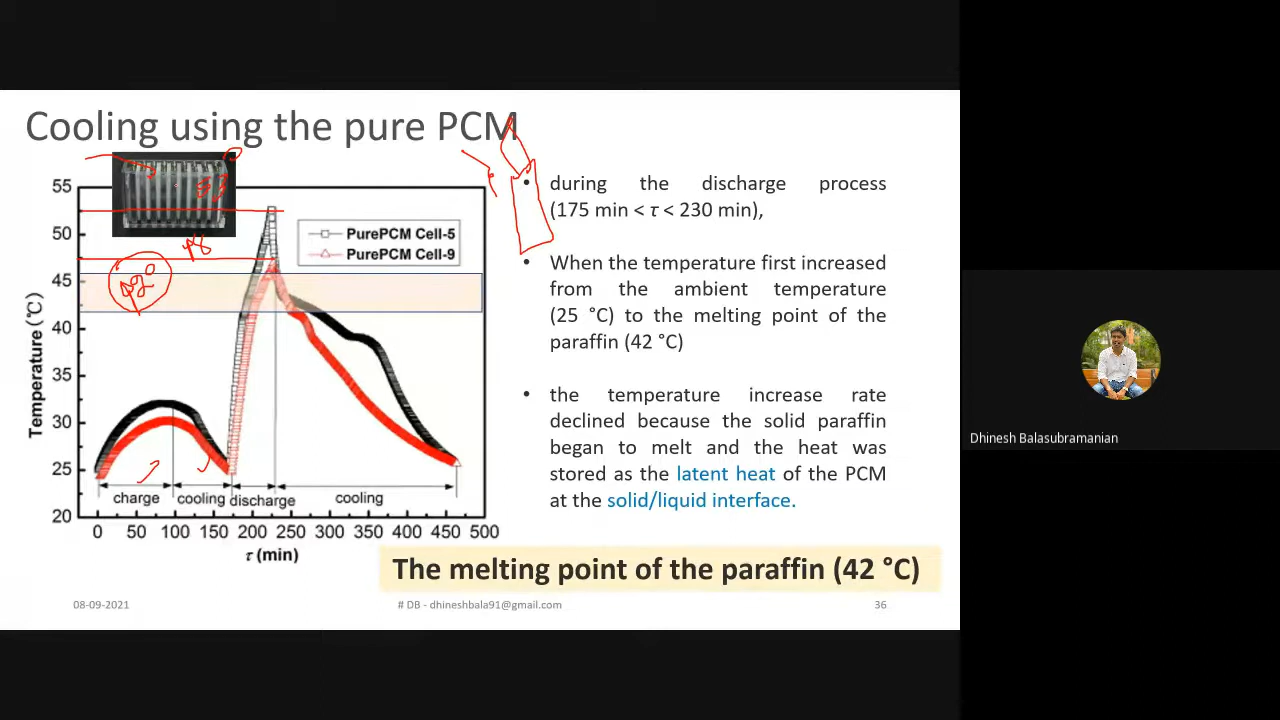 Cooling using the pure PCM
55
50
45
40
35
30
25
20
Temperature (℃)
48
42°
PurePCM Cell-5
PurePCM Cell-9
charge
cooling
discharge
cooling
0 50 100 150 200 250 300 350 400 450 500
τ (min)
• during the discharge process
(175 min < τ < 230 min),
• When the temperature first increased
from the ambient temperature
(25 °C) to the melting point of the
paraffin (42 °C)
• the temperature increase rate
declined because the solid paraffin
began to melt and the heat was
stored as the latent heat of the PCM
at the solid/liquid interface.
The melting point of the paraffin (42 °C)
08-09-2021
# DB - dhineshbala91@gmail.com
36
Dhinesh Balasubramanian